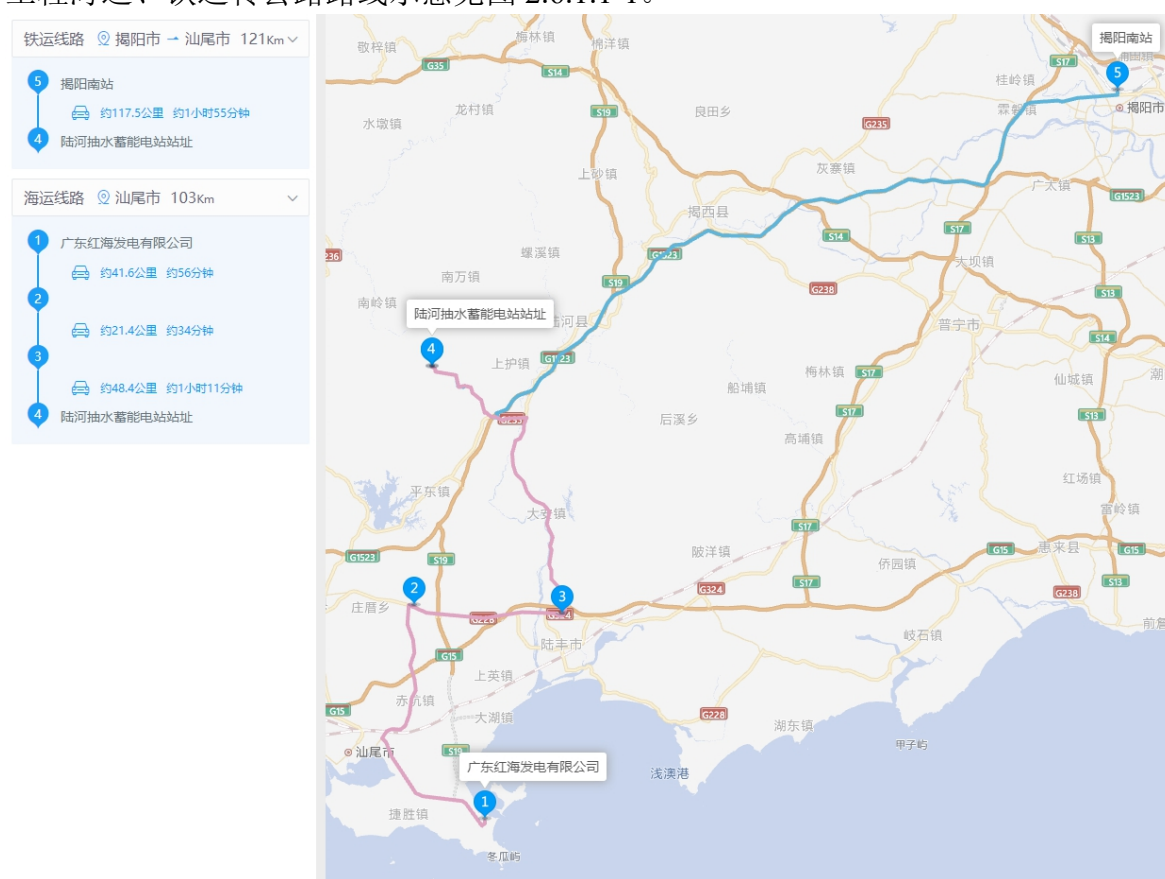 工程海运、铁运转公路路线示意见图 2.6.1.1-1。
铁运线路 揭阳市 → 汕尾市 121Km
5 揭阳南站
约117.5公里 约1小时55分钟
4 陆河抽水蓄能电站站址
海运线路 汕尾市 103Km
1 广东红海发电有限公司
约41.6公里 约56分钟
2
约21.4公里 约34分钟
3
约48.4公里 约1小时11分钟
4 陆河抽水蓄能电站站址
敬梓镇
梅林镇
棉洋镇
揭阳南站
G35
S14
S17
5
桂岭镇
龙村镇
S19
良田乡
霖磐镇
揭阳市
水墩镇
G235
上砂镇
灰寨镇
广太镇
G1523
揭西县
S17
S14
S13
236
螺溪镇
G1523
大坝镇
南万镇
S19
G238
S13
南岭镇
陆河抽水蓄能电站站址
陆河县
普宁市
4
上护镇
G1523
S14
梅林镇
S17
仙城镇
潮
船埔镇
后溪乡
S17
S13
G235
高埔镇
红场镇
平东镇
大安镇
雷岭镇
S17
陂洋镇
G15
惠来县
G15
G1523
S19
侨园镇
2
3
G324
S17
G238
S13
庄厝乡
G228
G324
前詹
陆丰市
岐石镇
G15
上英镇
赤坑镇
G15
大湖镇
G228
湖东镇
汕尾市
S19
甲子屿
广东红海发电有限公司
浅澳港
1
捷胜镇
冬瓜屿